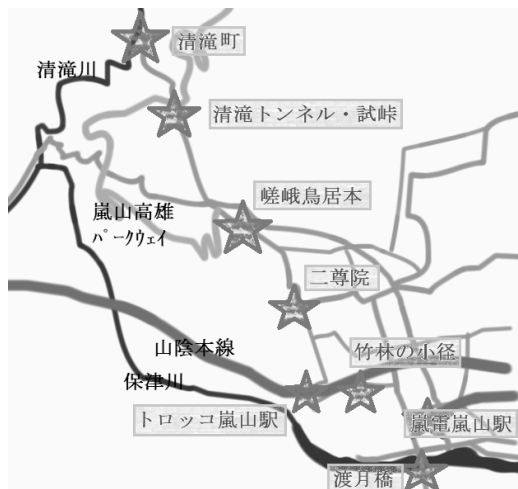 清滝町
清滝川
清滝トンネル・試峠
嵯峨鳥居本
嵐山高雄
パークウェイ
二尊院
山陰本線
竹林の小径
保津川
トロッコ嵐山駅
嵐電嵐山駅
渡月橋